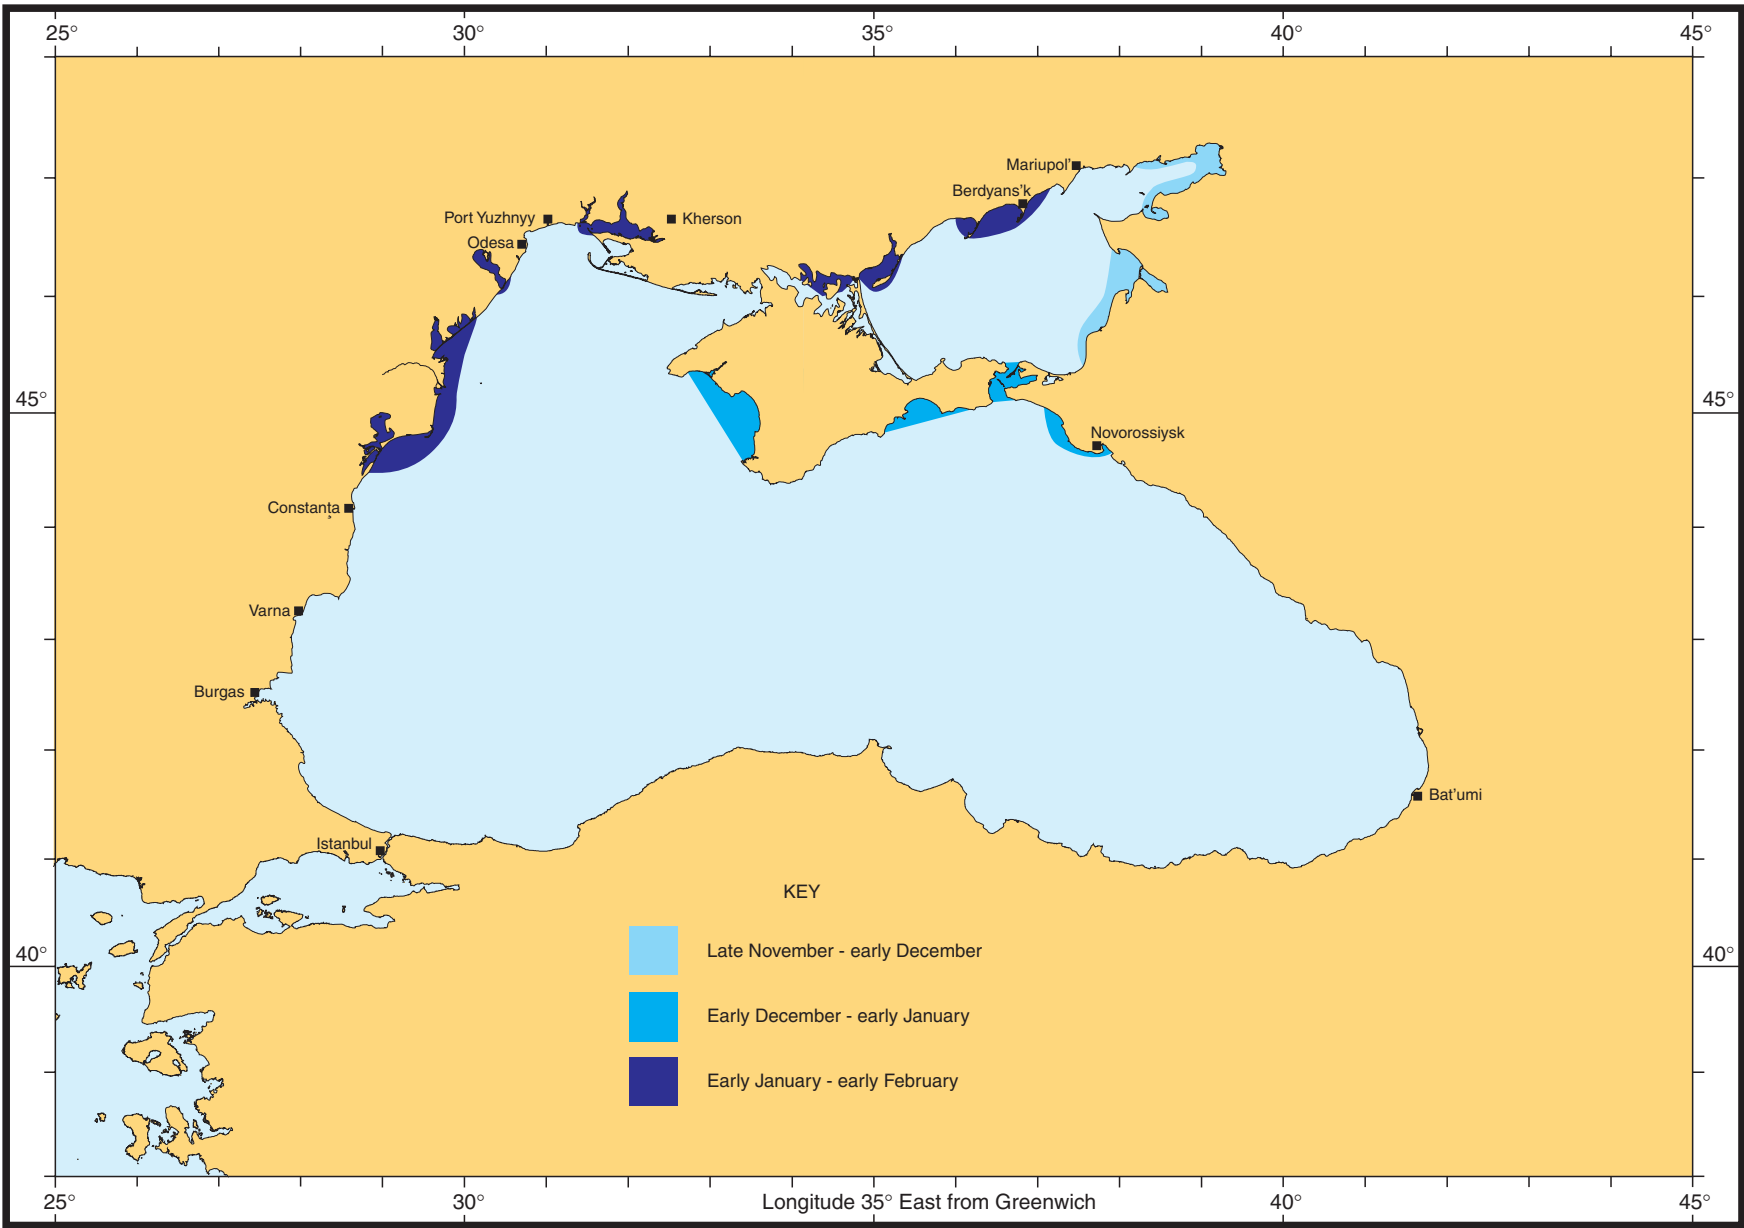 25°
30°
35°
40°
45°
Mariupol'
Berdyans'k
Port Yuzhnyy
Kherson
Odesa
45°
45°
Novorossiysk
Constanţa
Varna
Burgas
Bat'umi
Istanbul
KEY
Late November - early December
40°
40°
Early December - early January
Early January - early February
25°
30°
Longitude 35° East from Greenwich
40°
45°